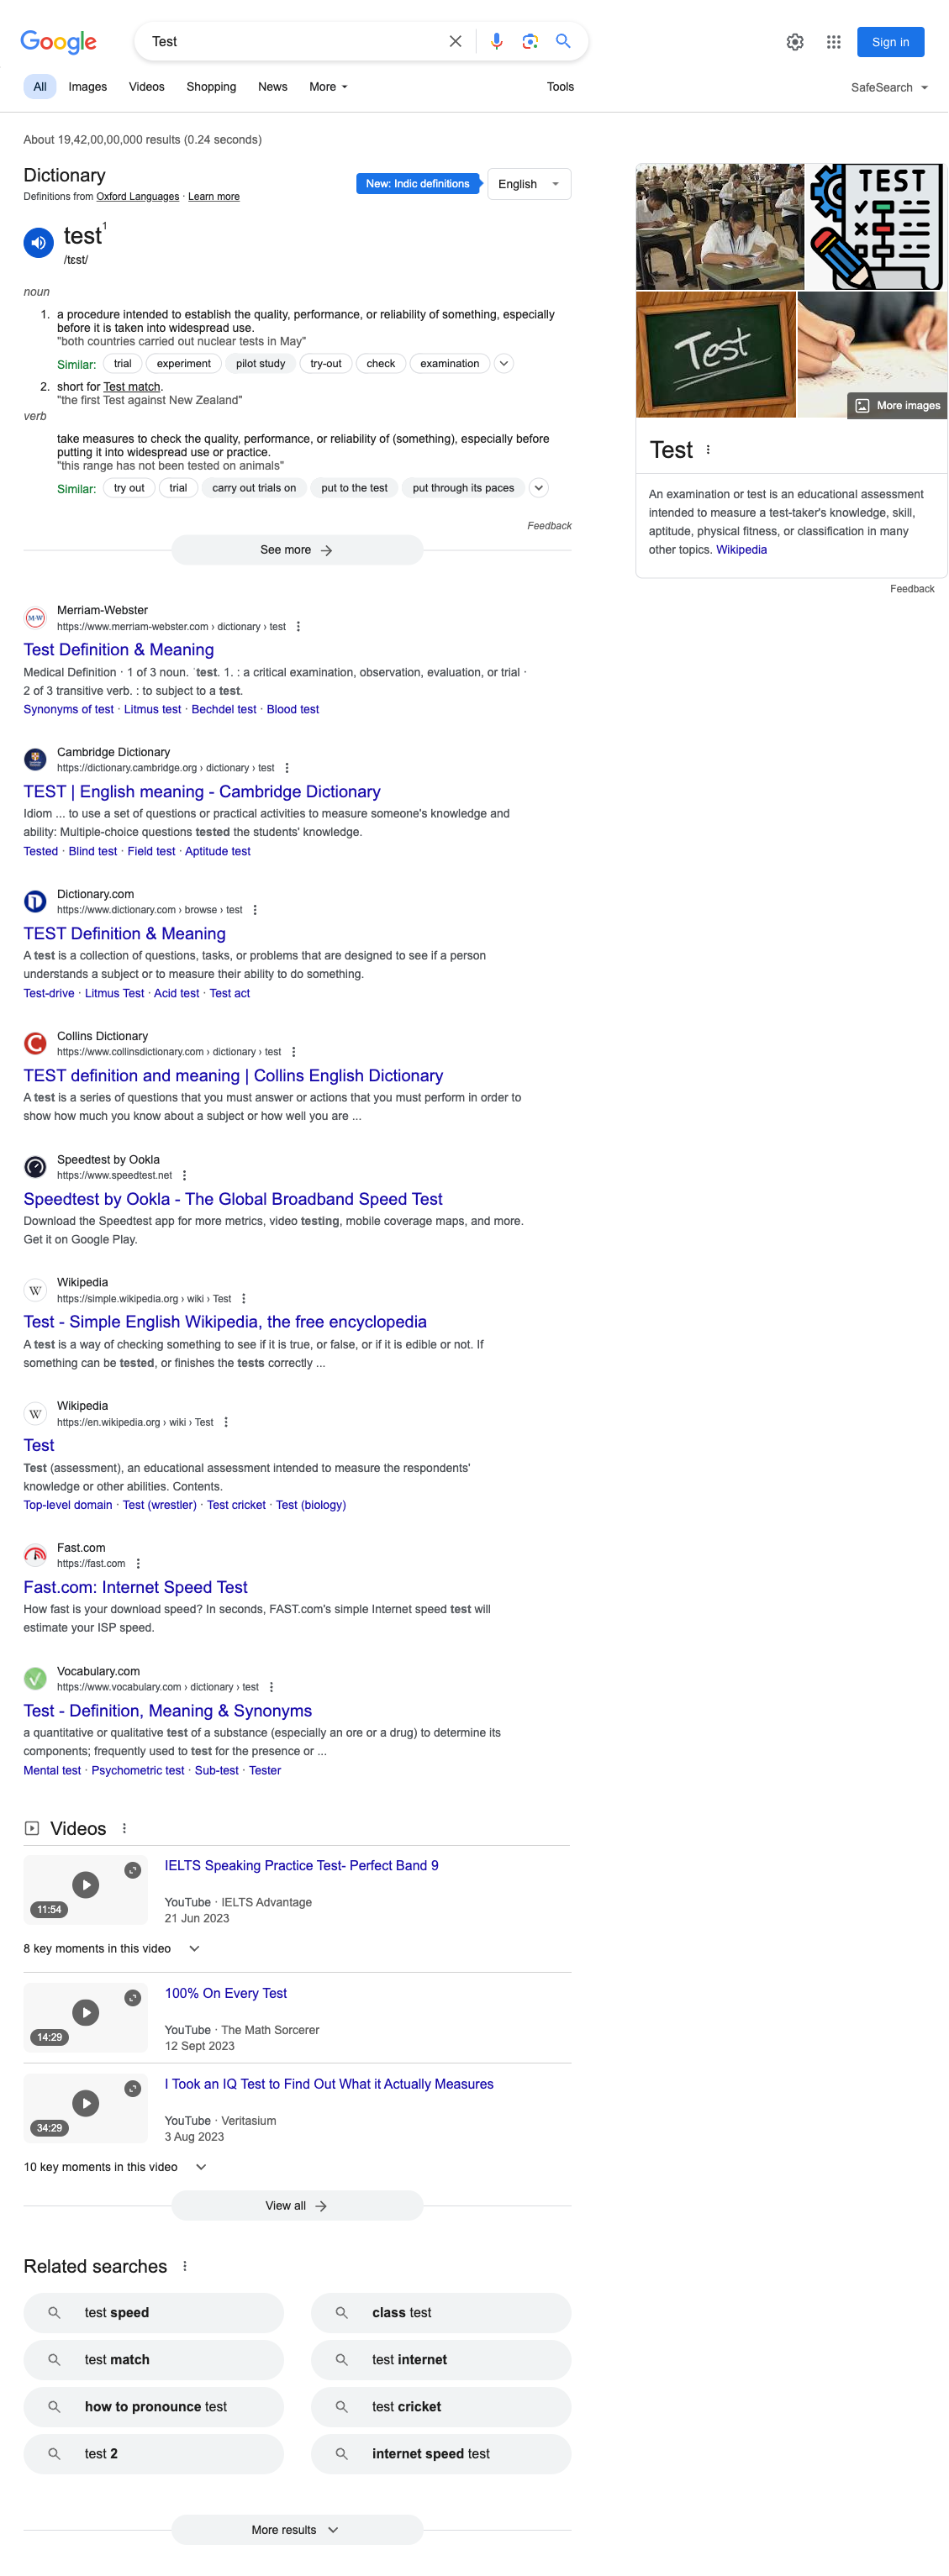 Google
Test
Sign in
All Images Videos Shopping News More Tools SafeSearch
About 19,42,00,00,000 results (0.24 seconds)
Dictionary
Definitions from Oxford Languages · Learn more
New: Indic definitions
English
test1
/tɛst/
noun
1. a procedure intended to establish the quality, performance, or reliability of something, especially
before it is taken into widespread use.
"both countries carried out nuclear tests in May"
Similar: trial experiment pilot study try-out check examination
2. short for Test match.
"the first Test against New Zealand"
verb
take measures to check the quality, performance, or reliability of (something), especially before
putting it into widespread use or practice.
"this range has not been tested on animals"
Similar: try out trial carry out trials on put to the test put through its paces
Feedback
See more
TEST
Test
More images
Test
An examination or test is an educational assessment
intended to measure a test-taker's knowledge, skill,
aptitude, physical fitness, or classification in many
other topics. Wikipedia
Feedback
M-W
Merriam-Webster
https://www.merriam-webster.com › dictionary › test
Test Definition & Meaning
Medical Definition · 1 of 3 noun. ˈtest. 1. : a critical examination, observation, evaluation, or trial ·
2 of 3 transitive verb. : to subject to a test.
Synonyms of test · Litmus test · Bechdel test · Blood test
Cambridge Dictionary
https://dictionary.cambridge.org › dictionary › test
TEST | English meaning - Cambridge Dictionary
Idiom ... to use a set of questions or practical activities to measure someone's knowledge and
ability: Multiple-choice questions tested the students' knowledge.
Tested · Blind test · Field test · Aptitude test
Dictionary.com
https://www.dictionary.com › browse › test
TEST Definition & Meaning
A test is a collection of questions, tasks, or problems that are designed to see if a person
understands a subject or to measure their ability to do something.
Test-drive · Litmus Test · Acid test · Test act
Collins Dictionary
https://www.collinsdictionary.com › dictionary › test
TEST definition and meaning | Collins English Dictionary
A test is a series of questions that you must answer or actions that you must perform in order to
show how much you know about a subject or how well you are ...
Speedtest by Ookla
https://www.speedtest.net
Speedtest by Ookla - The Global Broadband Speed Test
Download the Speedtest app for more metrics, video testing, mobile coverage maps, and more.
Get it on Google Play.
W
Wikipedia
https://simple.wikipedia.org › wiki › Test
Test - Simple English Wikipedia, the free encyclopedia
A test is a way of checking something to see if it is true, or false, or if it is edible or not. If
something can be tested, or finishes the tests correctly ...
W
Wikipedia
https://en.wikipedia.org › wiki › Test
Test
Test (assessment), an educational assessment intended to measure the respondents'
knowledge or other abilities. Contents.
Top-level domain · Test (wrestler) · Test cricket · Test (biology)
Fast.com
https://fast.com
Fast.com: Internet Speed Test
How fast is your download speed? In seconds, FAST.com's simple Internet speed test will
estimate your ISP speed.
Vocabulary.com
https://www.vocabulary.com › dictionary › test
Test - Definition, Meaning & Synonyms
a quantitative or qualitative test of a substance (especially an ore or a drug) to determine its
components; frequently used to test for the presence or ...
Mental test · Psychometric test · Sub-test · Tester
Videos
IELTS Speaking Practice Test- Perfect Band 9
11:54
YouTube · IELTS Advantage
21 Jun 2023
8 key moments in this video
100% On Every Test
14:29
YouTube · The Math Sorcerer
12 Sept 2023
I Took an IQ Test to Find Out What it Actually Measures
34:29
YouTube · Veritasium
3 Aug 2023
10 key moments in this video
View all
Related searches
test speed
class test
test match
test internet
how to pronounce test
test cricket
test 2
internet speed test
More results